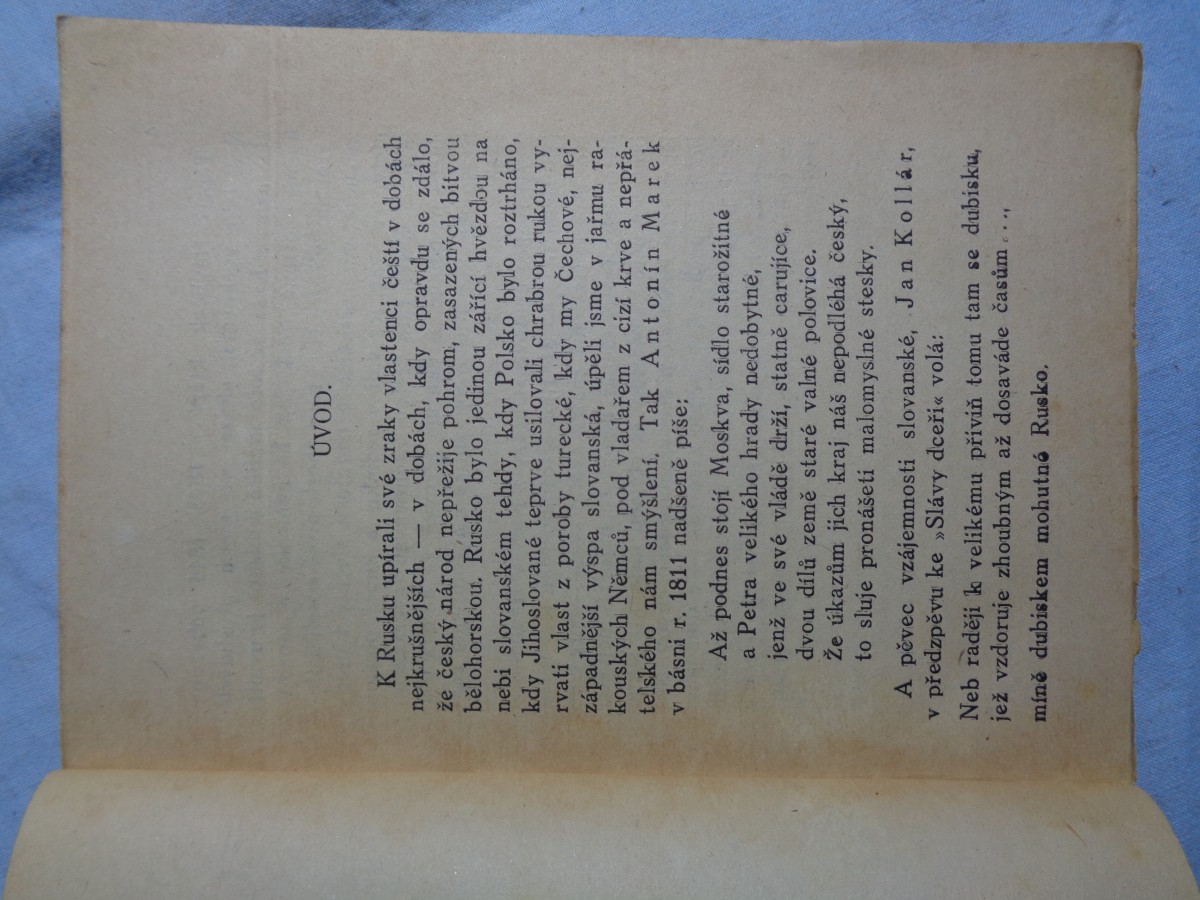 ÚVOD.
K Rusku upírali své zraky vlastenci čeští v dobách
nejkrušnějších — v dobách, kdy opravdu se zdálo,
že český národ nepřežije pohrom, zasazených bitvou
bělohorskou. Rusko bylo jedinou zářící hvězdou na
nebi slovanském tehdy, kdy Polsko bylo roztrháno,
kdy Jihoslované teprve usilovali chrabrou rukou vy-
rvati vlast z poroby turecké, kdy my Čechové, nej-
západnější výspa slovanská, úpěli jsme v jařmu ra-
kouských Němců, pod vladařem z cizí krve a nepřá-
telského nám smýšlení. Tak Antonín Marek
v básni r. 1811 nadšeně píše:
Až podnes stojí Moskva, sídlo starožitné
a Petra velikého hrady nedobytné,
jenž ve své vládě drží, statně carujíce,
dvou dílů země staré valné polovice.
Že úkazům jich kraj náš nepodléhá český,
to sluje pronášeti malomyslné stesky.
A pěvec vzájemnosti slovanské, Jan Kollár,
v předzpěvu ke »Slávy dceři« volá:
Neb raději k velikému přiviň tomu tam se dubisku,
jež vzdoruje zhoubným až dosaváde časům...,
míně dubiskem mohutné Rusko.